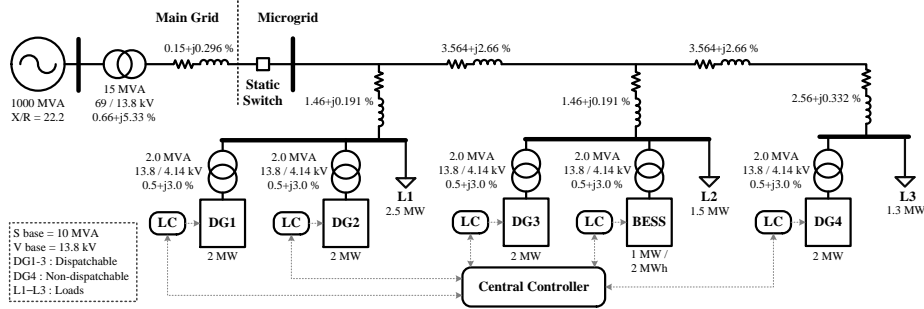 Main Grid
Microgrid
0.15+j0.296 %
3.564+j2.66 %
3.564+j2.66 %
Static
Switch
1000 MVA
X/R = 22.2
15 MVA
69 / 13.8 kV
0.66+j5.33 %
1.46+j0.191 %
1.46+j0.191 %
2.56+j0.332 %
2.0 MVA
13.8 / 4.14 kV
0.5+j3.0 %
2.0 MVA
13.8 / 4.14 kV
0.5+j3.0 %
L1
2.5 MW
2.0 MVA
13.8 / 4.14 kV
0.5+j3.0 %
2.0 MVA
13.8 / 4.14 kV
0.5+j3.0 %
L2
1.5 MW
2.0 MVA
13.8 / 4.14 kV
0.5+j3.0 %
L3
1.3 MW
LC
DG1
2 MW
LC
DG2
2 MW
LC
DG3
2 MW
LC
BESS
1 MW /
2 MWh
LC
DG4
2 MW
S base = 10 MVA
V base = 13.8 kV
DG1-3 : Dispatchable
DG4 : Non-dispatchable
L1–L3 : Loads
Central Controller